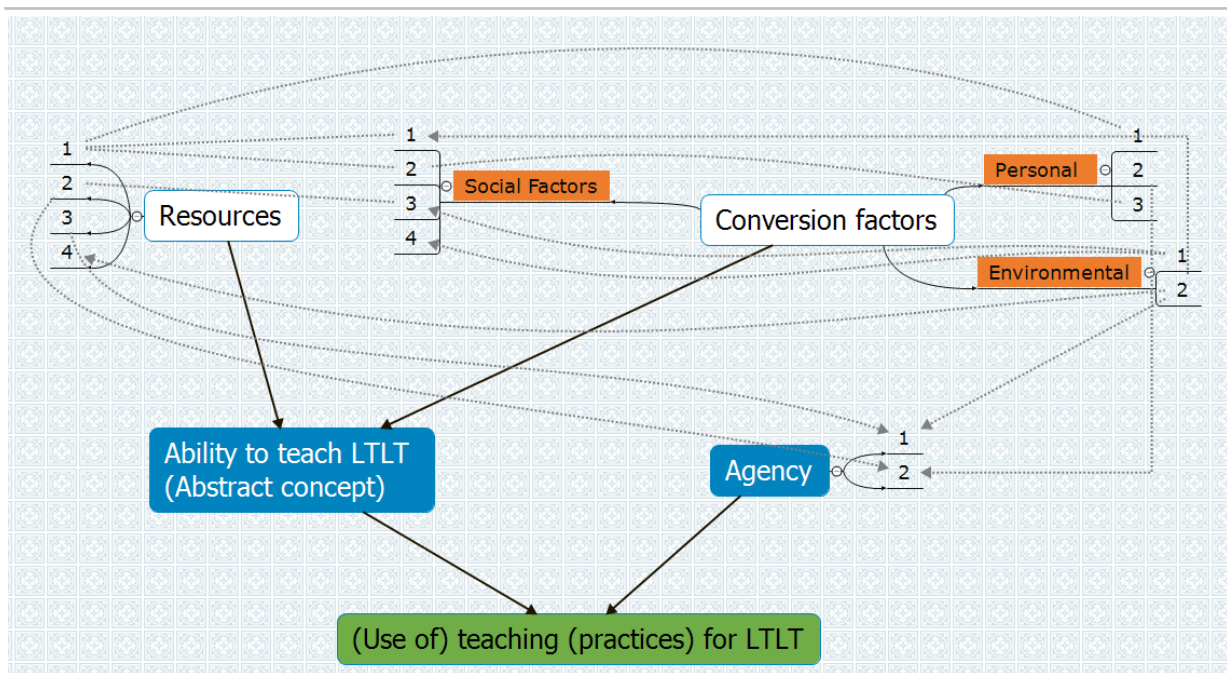 1
2
3
4
Resources
1
2
3
4
Social Factors
Conversion factors
Personal
1
2
3
Environmental
1
2
Ability to teach LTLT
(Abstract concept)
Agency
1
2
(Use of) teaching (practices) for LTLT